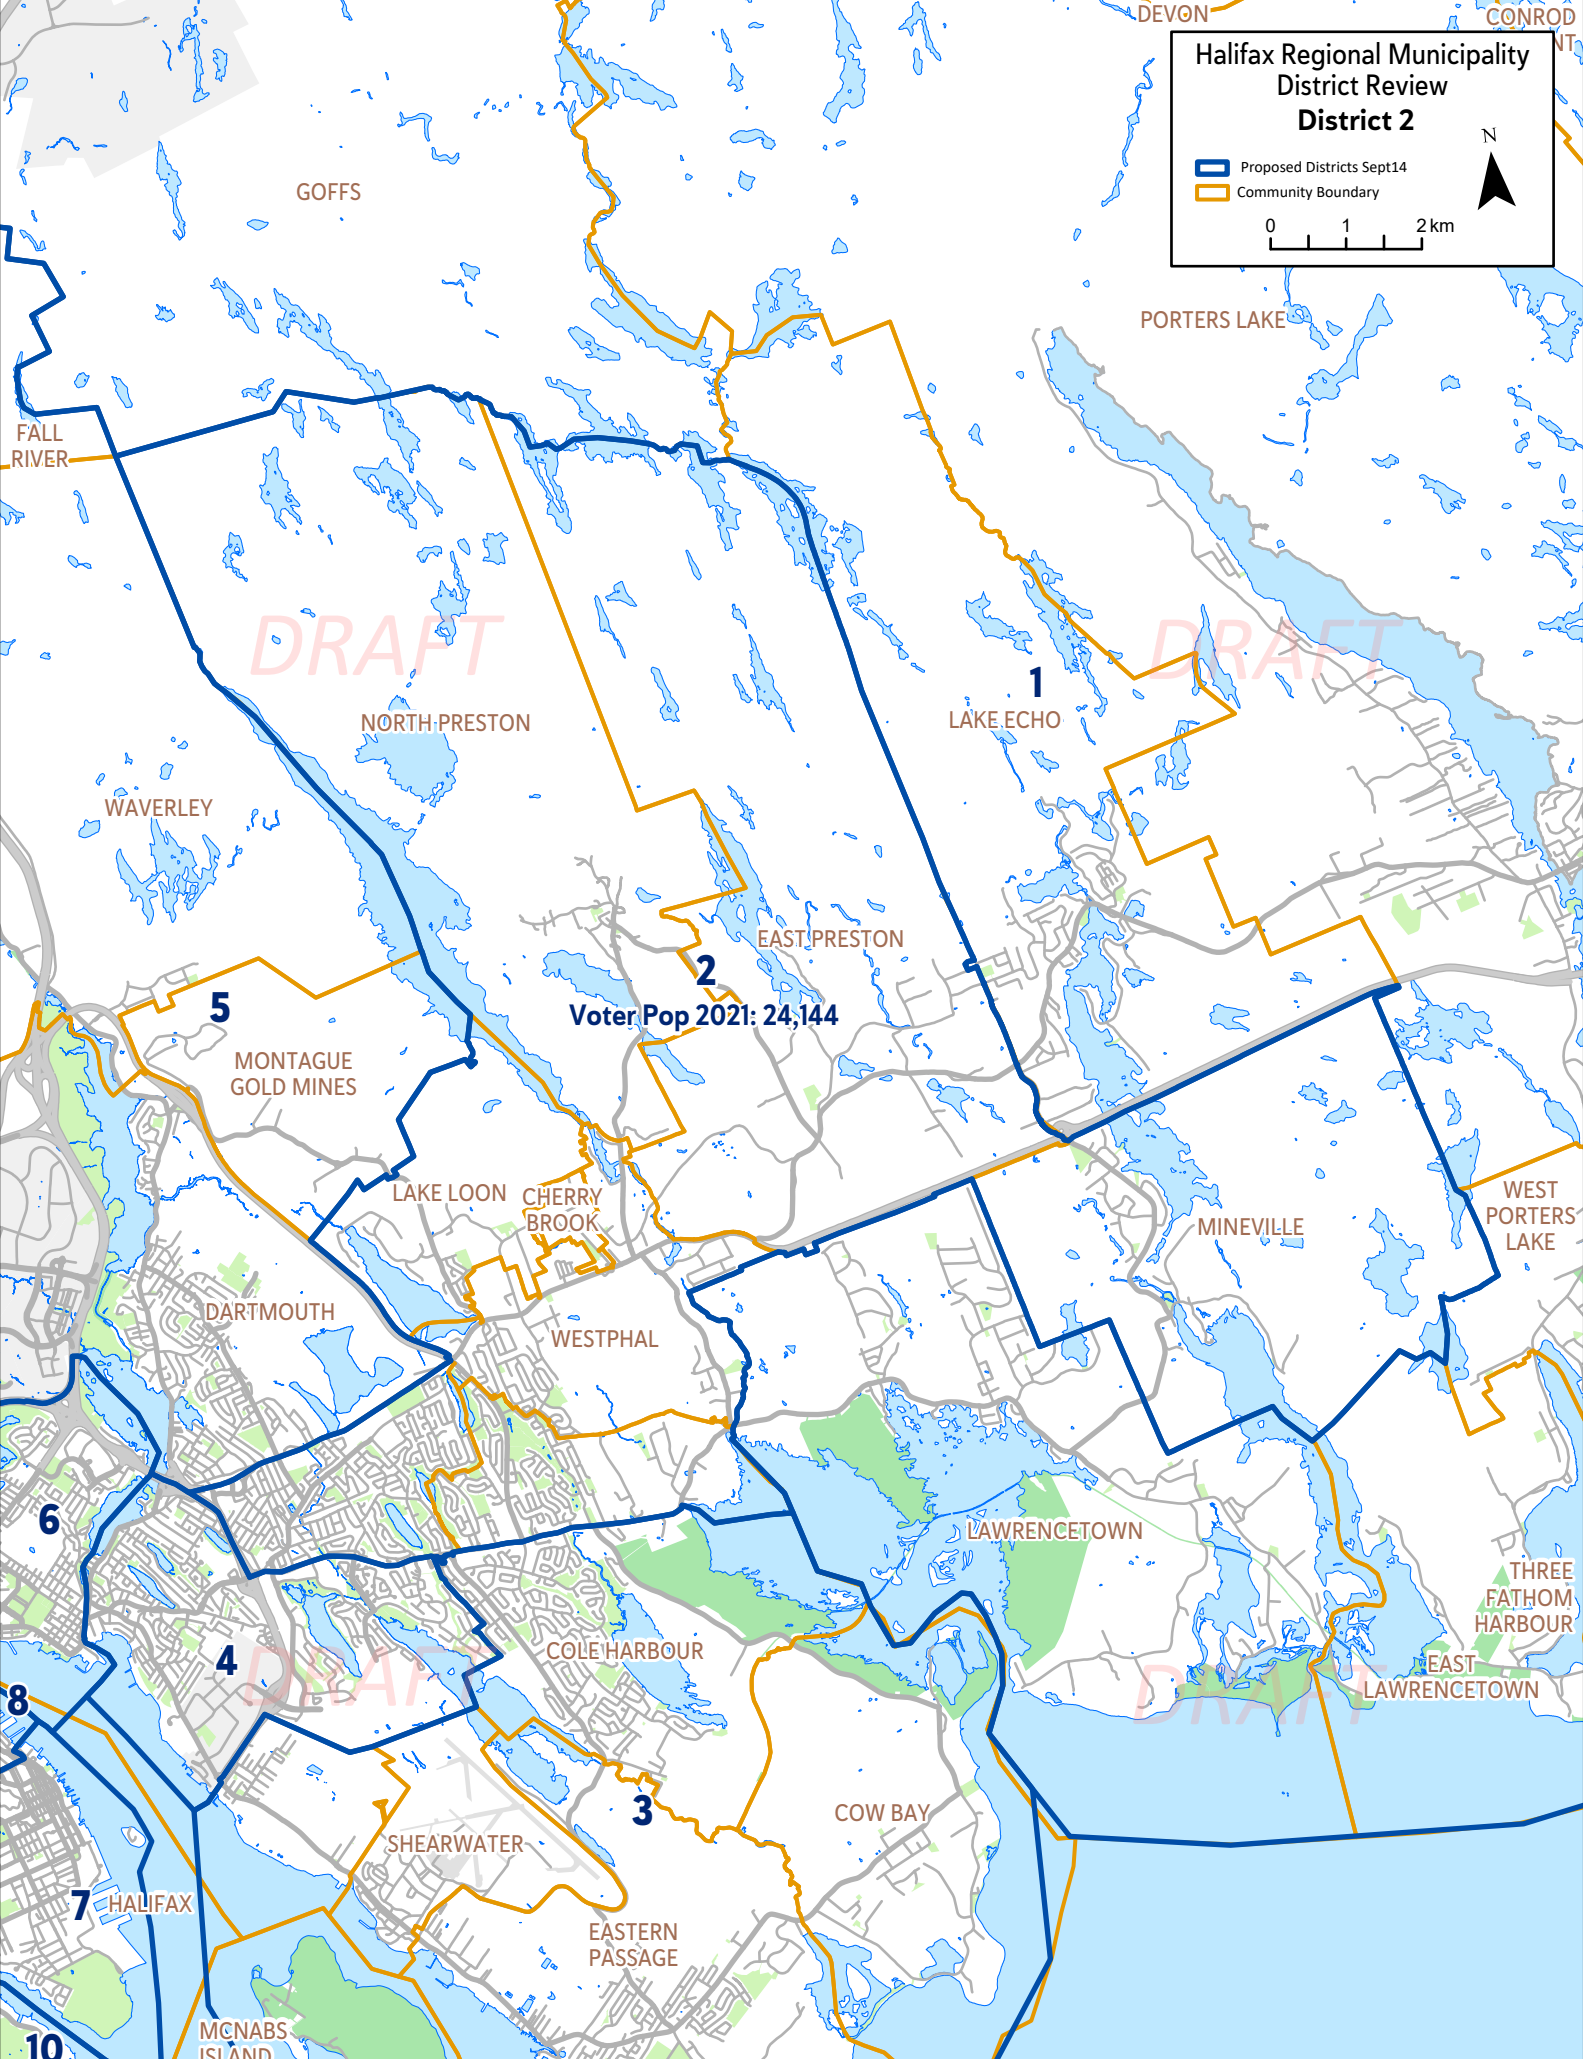 DEVON
CONROD
NT
Halifax Regional Municipality
District Review
District 2
N
Proposed Districts Sept14
Community Boundary
0 1 2 km
GOFFS
PORTERS LAKE
FALL
RIVER
DRAFT
DRAFT
1
LAKE ECHO
NORTH PRESTON
WAVERLEY
EAST PRESTON
2
Voter Pop 2021: 24,144
5
MONTAGUE
GOLD MINES
LAKE LOON
CHERRY
BROOK
WEST
PORTERS
LAKE
MINEVILLE
DARTMOUTH
WESTPHAL
6
LAWRENCETOWN
THREE
FATHOM
HARBOUR
4
DRAFT
COLE HARBOUR
EAST
LAWRENCETOWN
DRAFT
8
3
COW BAY
SHEARWATER
7
HALIFAX
EASTERN
PASSAGE
MCNABS
ISLAND
10